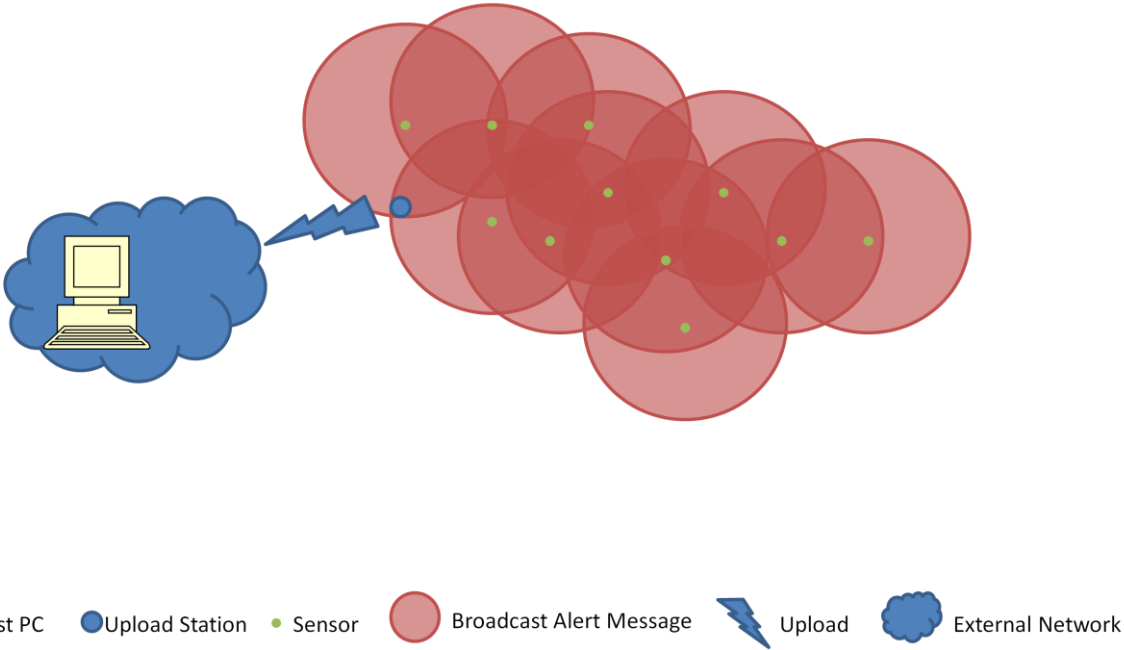 st PC
Upload Station
Sensor
Broadcast Alert Message
Upload
External Network